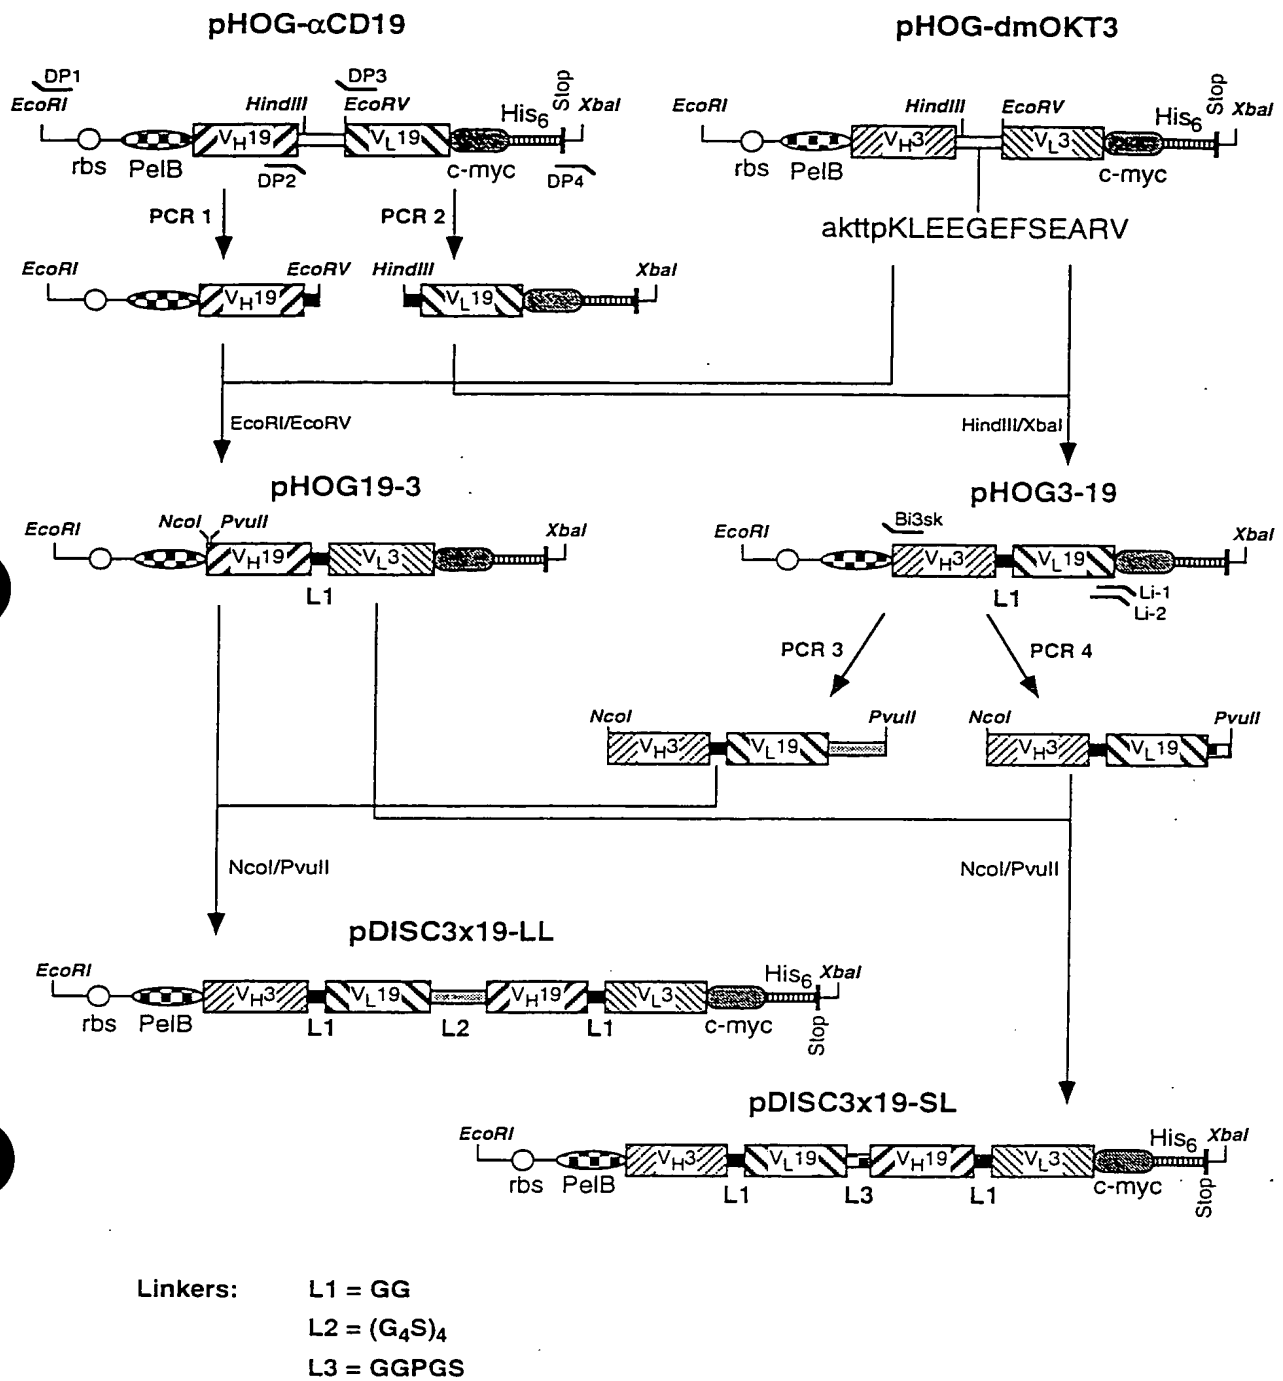 pHOG-αCD19
pHOG-dmOKT3
DP1 DP3 Stop
EcoRI HindIII EcoRV His6 XbaI
VH19 VL19
rbs PelB DP2 c-myc DP4
EcoRI HindIII EcoRV His6 Stop XbaI
VH3 VL3
rbs PelB c-myc
akttpKLEEGEFSEARV
PCR 1 PCR 2
EcoRI EcoRV HindIII XbaI
VH19 VL19
EcoRI/EcoRV
HindIII/XbaI
pHOG19-3
pHOG3-19
EcoRI NcoI PvuII XbaI
VH19 VL3
L1
EcoRI Bi3sk XbaI
VH3 VL19
L1 Li-1
Li-2
PCR 3 PCR 4
NcoI PvuII NcoI PvuII
VH3 VL19 VH3 VL19
NcoI/PvuII
NcoI/PvuII
pDISC3x19-LL
EcoRI His6 XbaI
VH3 VL19 VH19 VL3
rbs PelB L1 L2 L1 c-myc Stop
pDISC3x19-SL
EcoRI His6 XbaI
VH3 VL19 VH19 VL3
rbs PelB L1 L3 L1 c-myc Stop
Linkers: L1 = GG
L2 = (G4S)4
L3 = GGPGS